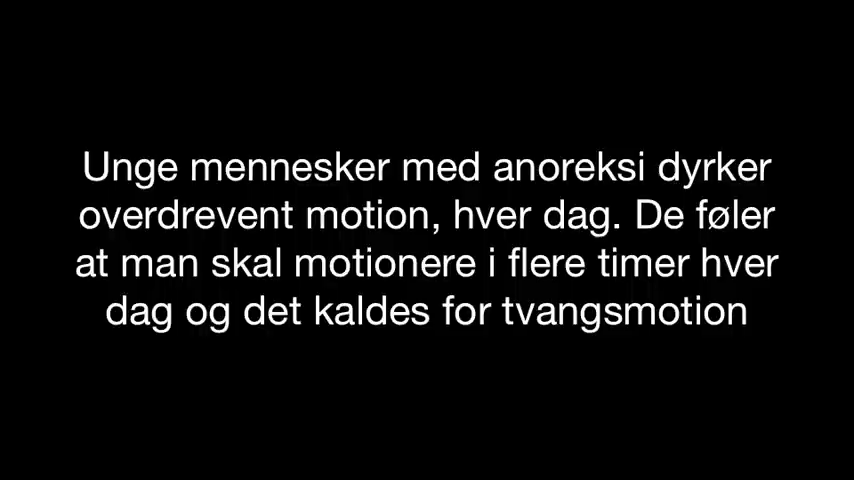 Unge mennesker med anoreksi dyrker
overdrevent motion, hver dag. De føler
at man skal motionere i flere timer hver
dag og det kaldes for tvangsmotion